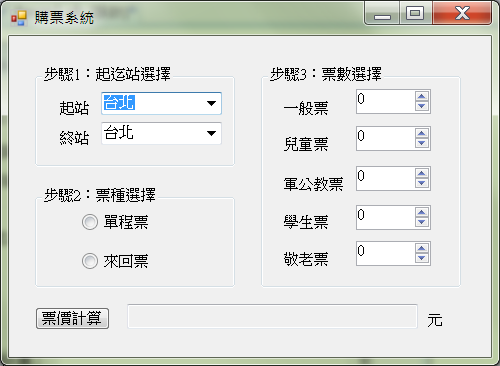 購票系統
步驟1：起迄站選擇
起站 台北
終站 台北
步驟2：票種選擇
單程票
來回票
步驟3：票數選擇
一般票 0
兒童票 0
軍公教票 0
學生票 0
敬老票 0
票價計算 元